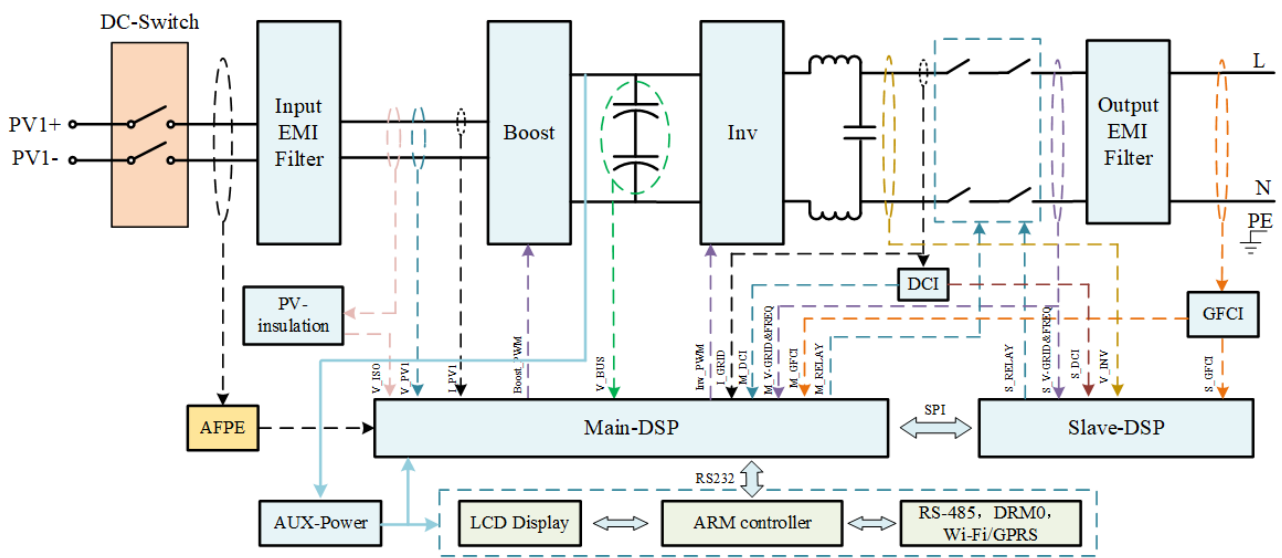 DC-Switch
PV1+
PV1-
Input
EMI
Filter
Boost
Inv
Output
EMI
Filter
L
N
PE
PV-
insulation
DCI
GFCI
V_ISO
V_PV1
I_PV1
Boost_PWM
V_BUS
Inv_PWM
I_GRID
M_DCI
M_V-GRID&FREQ
M_GFCI
M_RELAY
S_RELAY
S_V-GRID&FREQ
S_DCI
V_INV
S_GFCI
AFPE
Main-DSP
SPI
Slave-DSP
RS232
AUX-Power
LCD Display
ARM controller
RS-485，DRM0，
Wi-Fi/GPRS